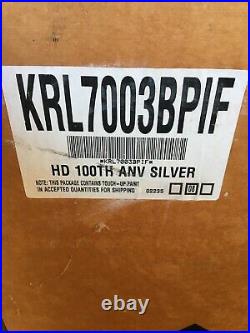 KRL7003BPIF
*KRL7003BPIF*
HD 100TH ANV SILVER
NOTE: THIS PACKAGE CONTAINS TOUCH-UP PAINT
IN ACCEPTED QUANTITIES FOR SHIPPING